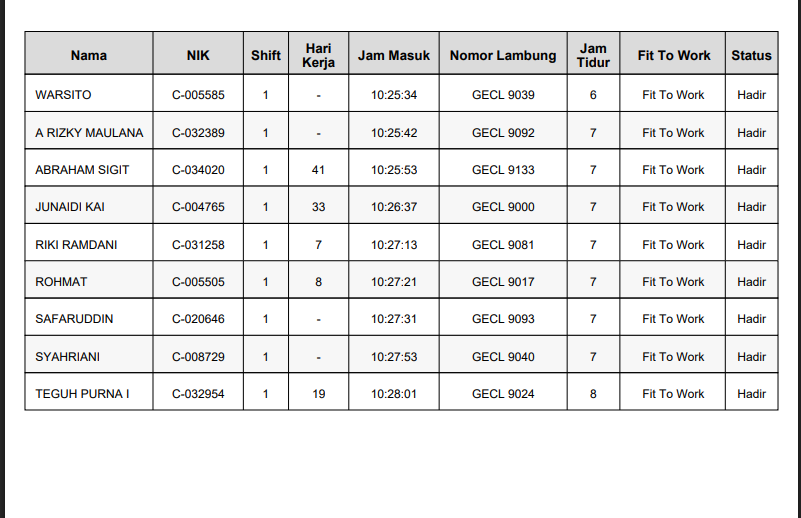 Nama NIK Shift Hari Kerja Jam Masuk Nomor Lambung Jam Tidur Fit To Work Status
WARSITO C-005585 1 - 10:25:34 GECL 9039 6 Fit To Work Hadir
A RIZKY MAULANA C-032389 1 - 10:25:42 GECL 9092 7 Fit To Work Hadir
ABRAHAM SIGIT C-034020 1 41 10:25:53 GECL 9133 7 Fit To Work Hadir
JUNAIDI KAI C-004765 1 33 10:26:37 GECL 9000 7 Fit To Work Hadir
RIKI RAMDANI C-031258 1 7 10:27:13 GECL 9081 7 Fit To Work Hadir
ROHMAT C-005505 1 8 10:27:21 GECL 9017 7 Fit To Work Hadir
SAFARUDDIN C-020646 1 - 10:27:31 GECL 9093 7 Fit To Work Hadir
SYAHRIANI C-008729 1 - 10:27:53 GECL 9040 7 Fit To Work Hadir
TEGUH PURNA I C-032954 1 19 10:28:01 GECL 9024 8 Fit To Work Hadir